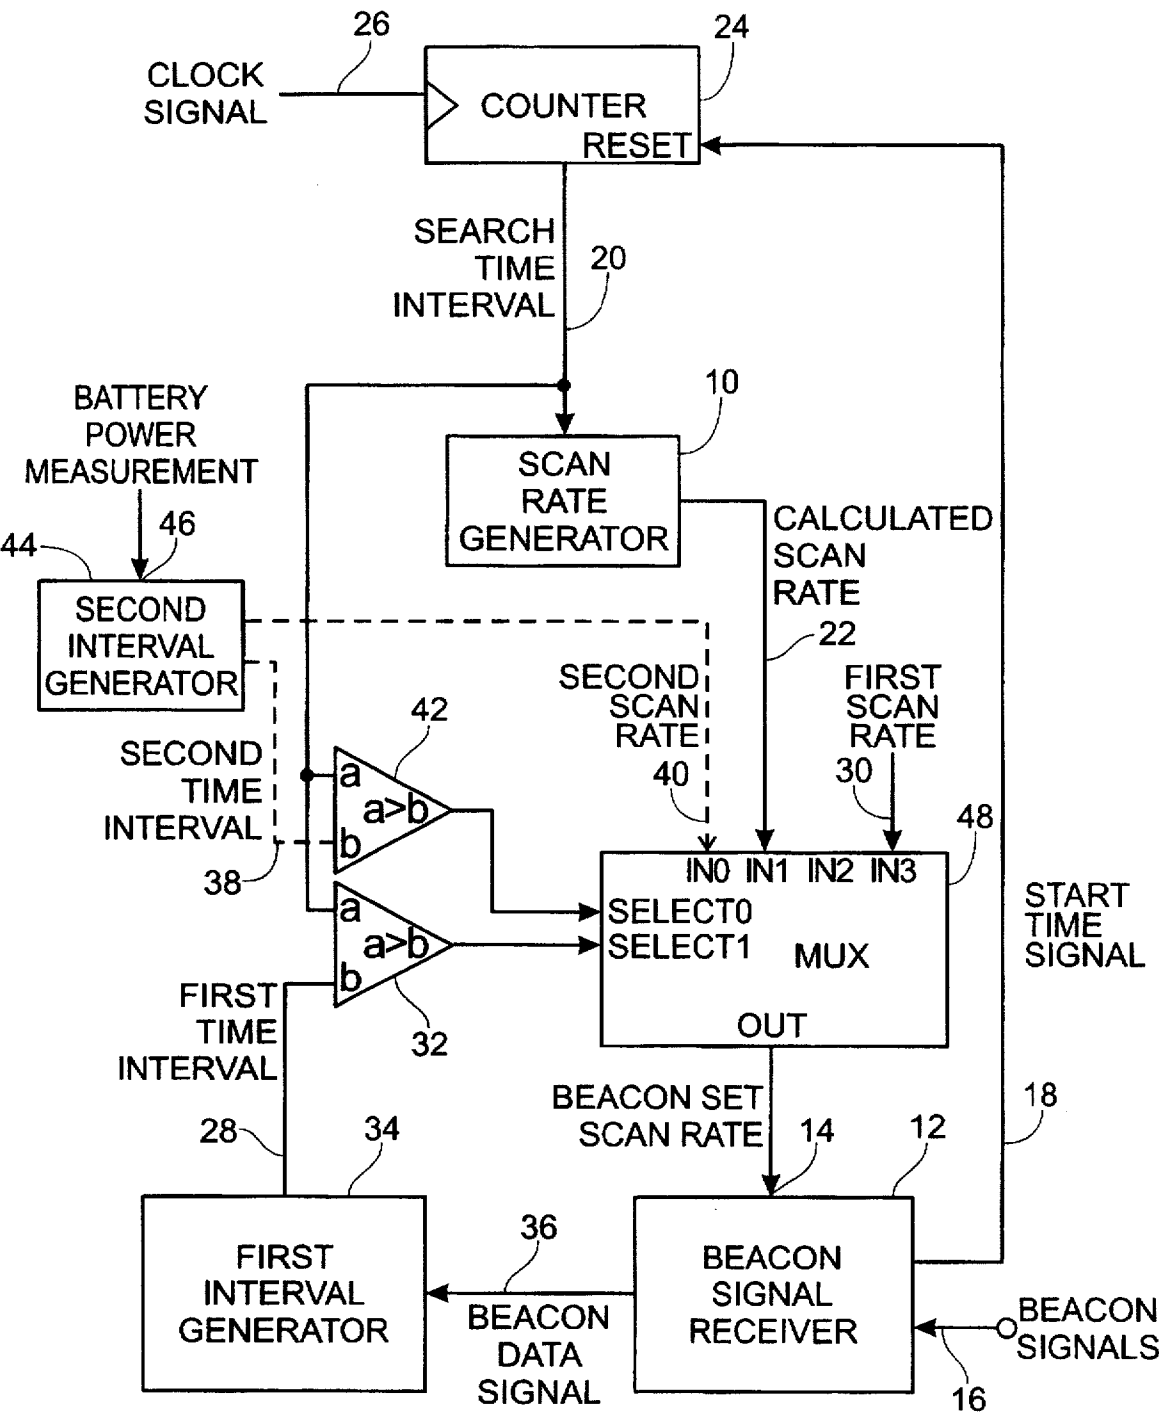 26
24
CLOCK
SIGNAL
COUNTER
RESET
SEARCH
TIME
INTERVAL
20
10
BATTERY
POWER
MEASUREMENT
SCAN
RATE
GENERATOR
CALCULATED
SCAN
RATE
44
46
SECOND
INTERVAL
GENERATOR
22
SECOND
SCAN
RATE
FIRST
SCAN
RATE
42
SECOND
TIME
INTERVAL
40
30
48
a
a>b
b
38
IN0 IN1 IN2 IN3
a
a>b
b
SELECT0
SELECT1
MUX
OUT
START
TIME
SIGNAL
FIRST
TIME
INTERVAL
32
BEACON SET
SCAN RATE
28
34
14
12
18
FIRST
INTERVAL
GENERATOR
36
BEACON
DATA
SIGNAL
BEACON
SIGNAL
RECEIVER
BEACON
SIGNALS
16